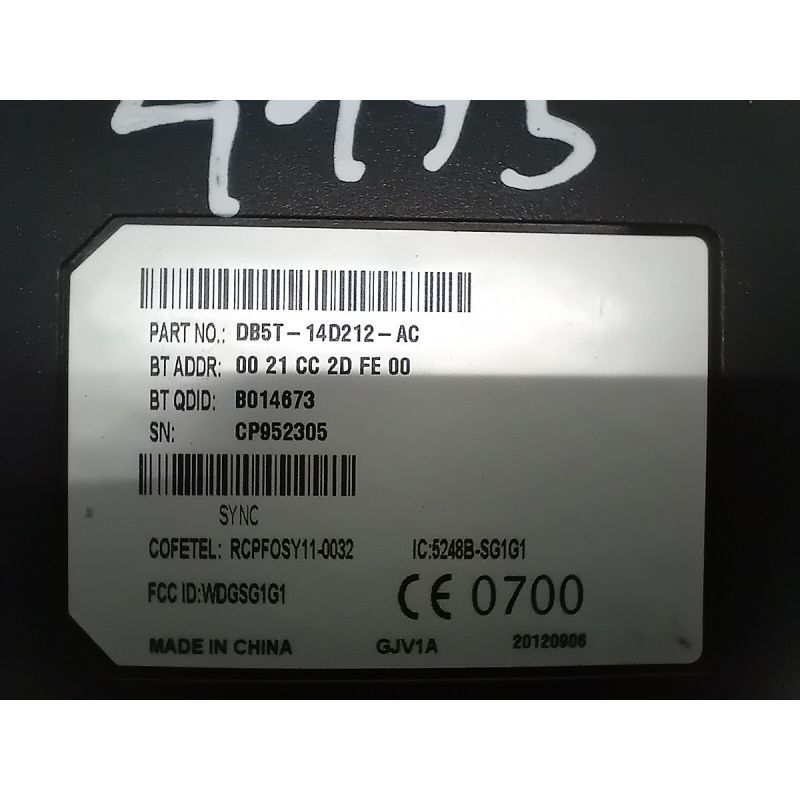 PART NO.: DB5T-14D212-AC
BT ADDR: 00 21 CC 2D FE 00
BT QDID: B014673
SN: CP952305
SYNC
COFETEL: RCPFOSY11-0032 IC:5248B-SG1G1
FCC ID:WDGSG1G1 CE 0700
MADE IN CHINA GJV1A 20120906